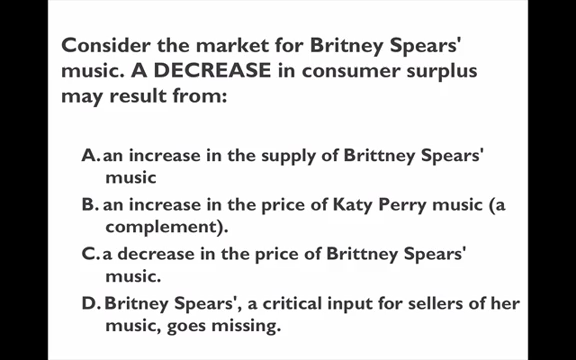 Consider the market for Britney Spears'
music. A DECREASE in consumer surplus
may result from:
A. an increase in the supply of Brittney Spears'
music
B. an increase in the price of Katy Perry music (a
complement).
C. a decrease in the price of Brittney Spears'
music.
D. Britney Spears', a critical input for sellers of her
music, goes missing.